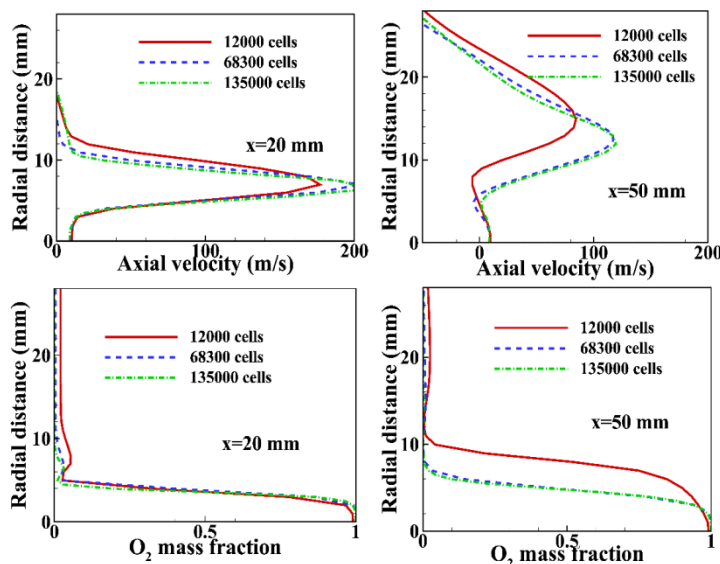 Radial distance (mm)
20
10
0
12000 cells
68300 cells
135000 cells
x=20 mm
0
100
200
Axial velocity (m/s)
Radial distance (mm)
20
10
0
12000 cells
68300 cells
135000 cells
x=50 mm
0
100
200
Axial velocity (m/s)
Radial distance (mm)
20
10
0
12000 cells
68300 cells
135000 cells
x=20 mm
0
0.5
1
O₂ mass fraction
Radial distance (mm)
20
10
0
12000 cells
68300 cells
135000 cells
x=50 mm
0
0.5
1
O₂ mass fraction